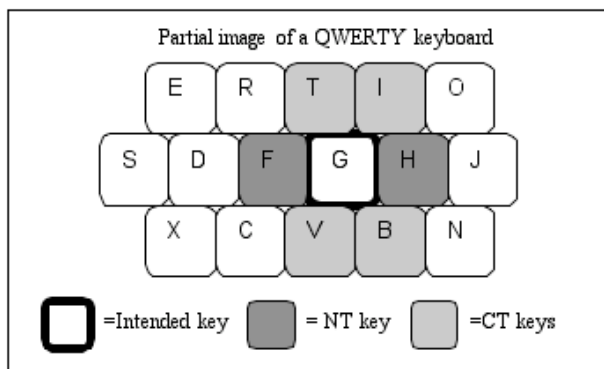 Partial image of a QWERTY keyboard
E R T I O
S D F G H J
X C V B N
=Intended key = NT key =CT keys